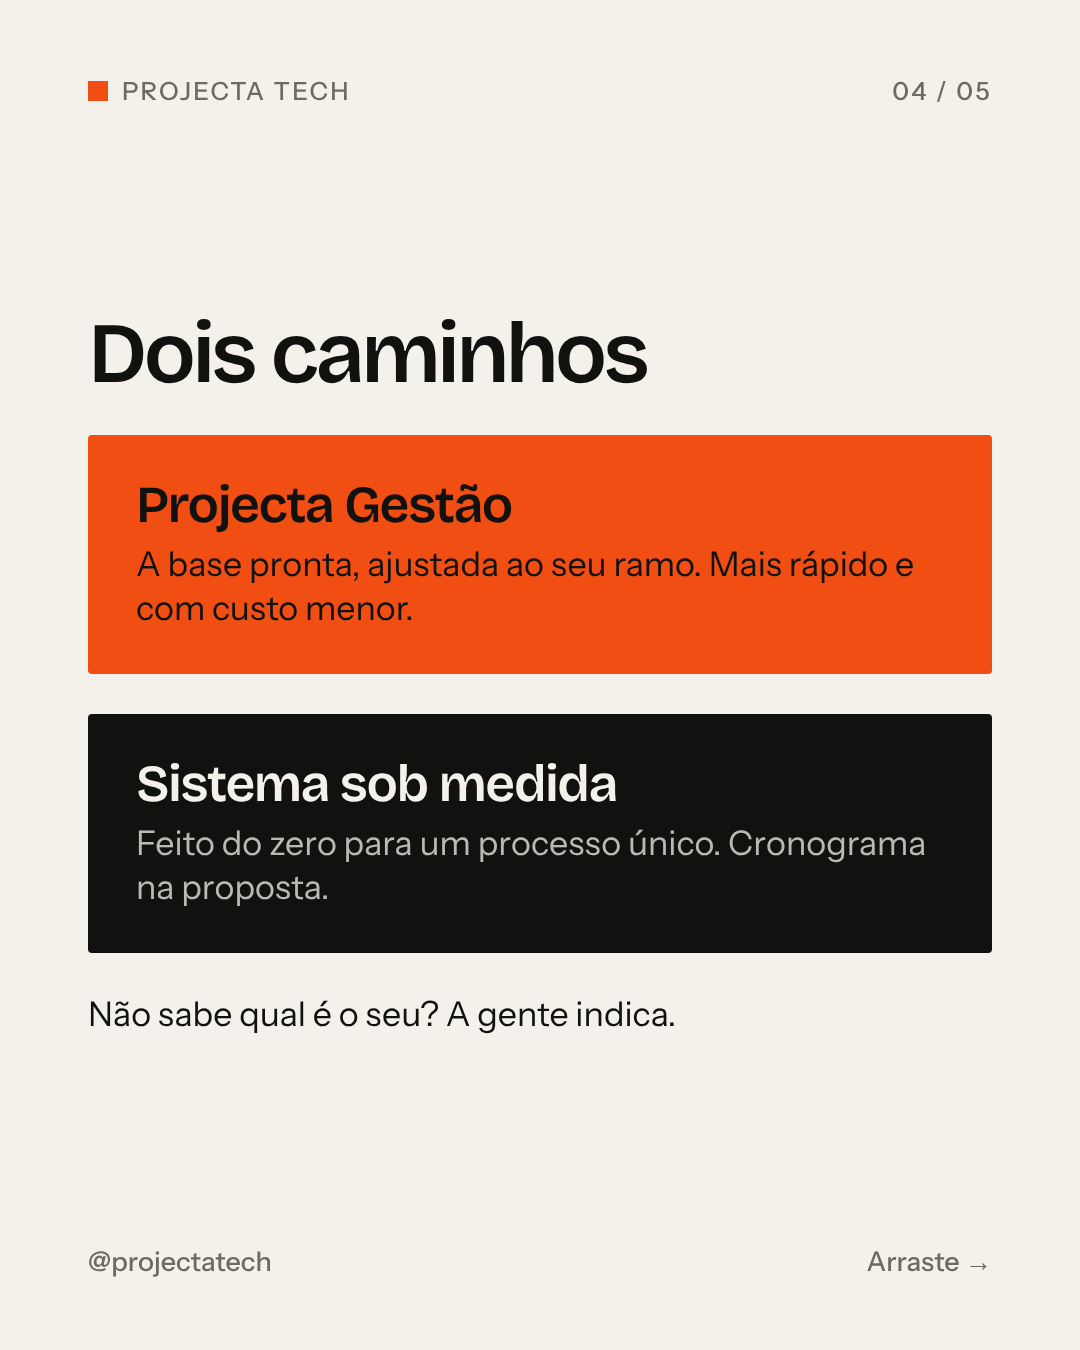 PROJECTA TECH
04 / 05
Dois caminhos
Projecta Gestão
A base pronta, ajustada ao seu ramo. Mais rápido e
com custo menor.
Sistema sob medida
Feito do zero para um processo único. Cronograma
na proposta.
Não sabe qual é o seu? A gente indica.
@projectatech
Arraste →